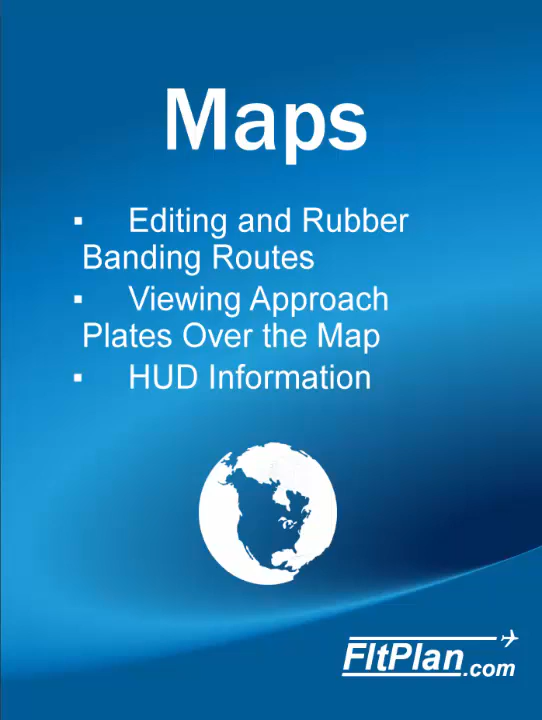 Maps
▪ Editing and Rubber
Banding Routes
▪ Viewing Approach
Plates Over the Map
▪ HUD Information
FltPlan.com